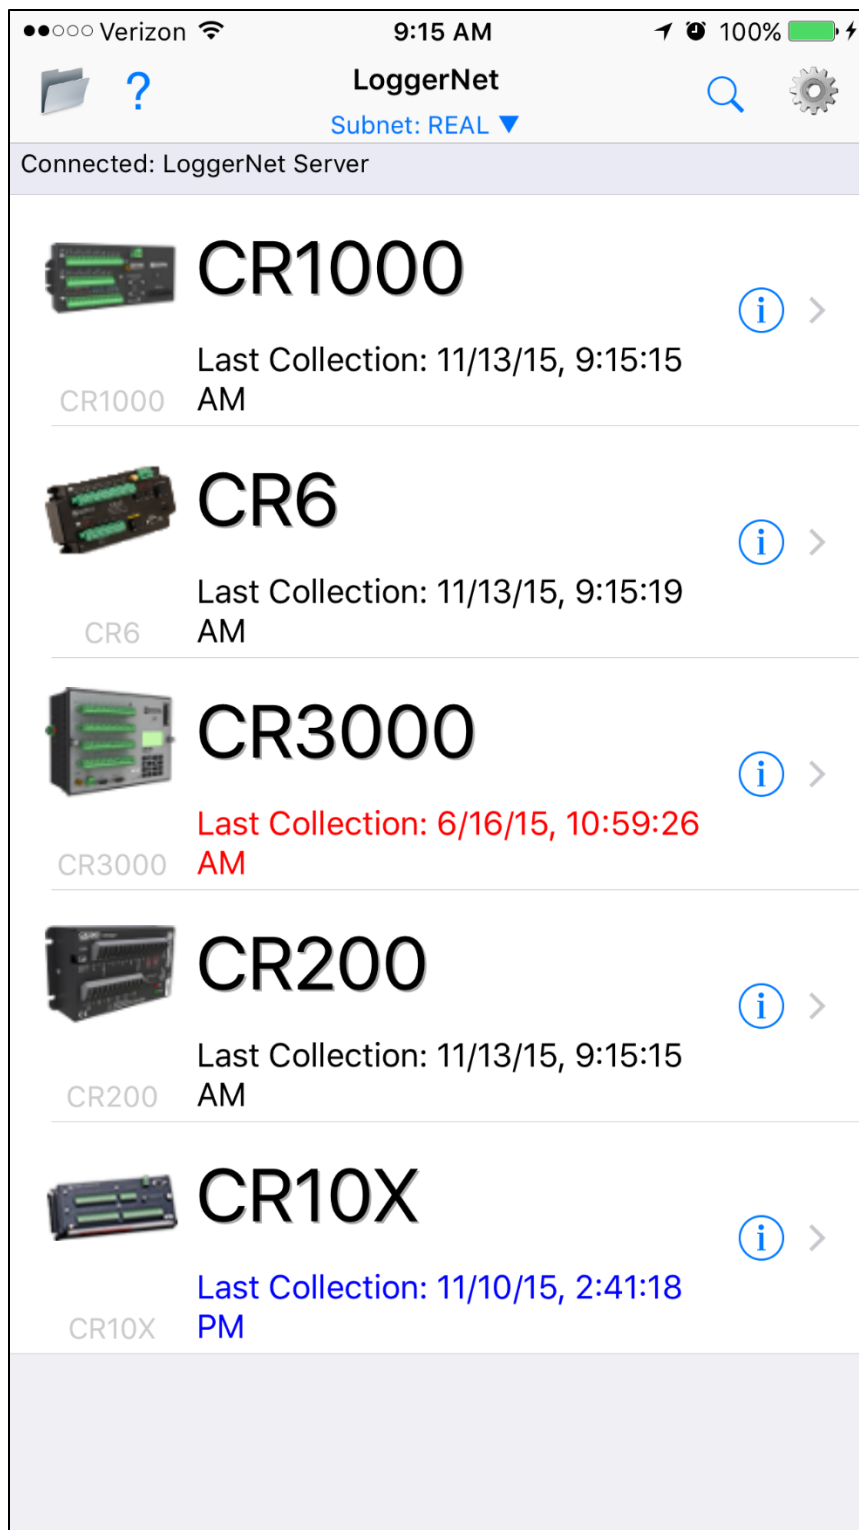 Verizon 9:15 AM 100%
? LoggerNet
Subnet: REAL ▼
Connected: LoggerNet Server
CR1000
Last Collection: 11/13/15, 9:15:15
AM
CR1000
CR6
Last Collection: 11/13/15, 9:15:19
AM
CR6
CR3000
Last Collection: 6/16/15, 10:59:26
AM
CR3000
CR200
Last Collection: 11/13/15, 9:15:15
AM
CR200
CR10X
Last Collection: 11/10/15, 2:41:18
PM
CR10X